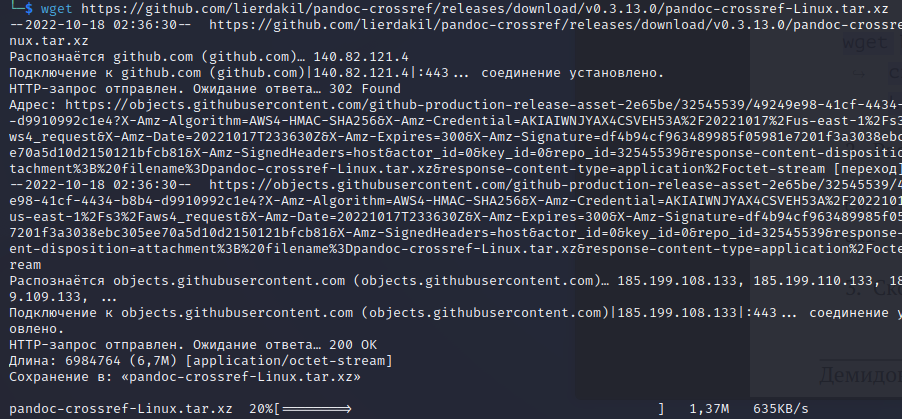 └─$ wget https://github.com/lierdakil/pandoc-crossref/releases/download/v0.3.13.0/pandoc-crossref-Linux.tar.xz
--2022-10-18 02:36:30-- https://github.com/lierdakil/pandoc-crossref/releases/download/v0.3.13.0/pandoc-crossre
nux.tar.xz
Распознаётся github.com (github.com)… 140.82.121.4
Подключение к github.com (github.com)|140.82.121.4|:443... соединение установлено.
HTTP-запрос отправлен. Ожидание ответа… 302 Found
Адрес: https://objects.githubusercontent.com/github-production-release-asset-2e65be/32545539/49249e98-41cf-4434-
-d9910992c1e4?X-Amz-Algorithm=AWS4-HMAC-SHA256&X-Amz-Credential=AKIAIWNJYAX4CSVEH53A%2F20221017%2Fus-east-1%2Fs3
ws4_request&X-Amz-Date=20221017T233630Z&X-Amz-Expires=300&X-Amz-Signature=df4b94cf963489985f05981e7201f3a3038ebc
e70a5d10d2150121bfcb81&X-Amz-SignedHeaders=host&actor_id=0&key_id=0&repo_id=32545539&response-content-dispositio
tachment%3B%20filename%3Dpandoc-crossref-Linux.tar.xz&response-content-type=application%2Foctet-stream [переход]
--2022-10-18 02:36:30-- https://objects.githubusercontent.com/github-production-release-asset-2e65be/32545539/4
e98-41cf-4434-b8b4-d9910992c1e4?X-Amz-Algorithm=AWS4-HMAC-SHA256&X-Amz-Credential=AKIAIWNJYAX4CSVEH53A%2F2022101
us-east-1%2Fs3%2Faws4_request&X-Amz-Date=20221017T233630Z&X-Amz-Expires=300&X-Amz-Signature=df4b94cf963489985f05
7201f3a3038ebc305ee70a5d10d2150121bfcb81&X-Amz-SignedHeaders=host&actor_id=0&key_id=0&repo_id=32545539&response-
ent-disposition=attachment%3B%20filename%3Dpandoc-crossref-Linux.tar.xz&response-content-type=application%2Focte
ream
Распознаётся objects.githubusercontent.com (objects.githubusercontent.com)… 185.199.108.133, 185.199.110.133, 18
9.109.133, ...
Подключение к objects.githubusercontent.com (objects.githubusercontent.com)|185.199.108.133|:443... соединение у
овлено.
HTTP-запрос отправлен. Ожидание ответа… 200 OK
Длина: 6984764 (6,7M) [application/octet-stream]
Сохранение в: «pandoc-crossref-Linux.tar.xz»
pandoc-crossref-Linux.tar.xz 20%[=======> ] 1,37M 635KB/s
wget
Демидо